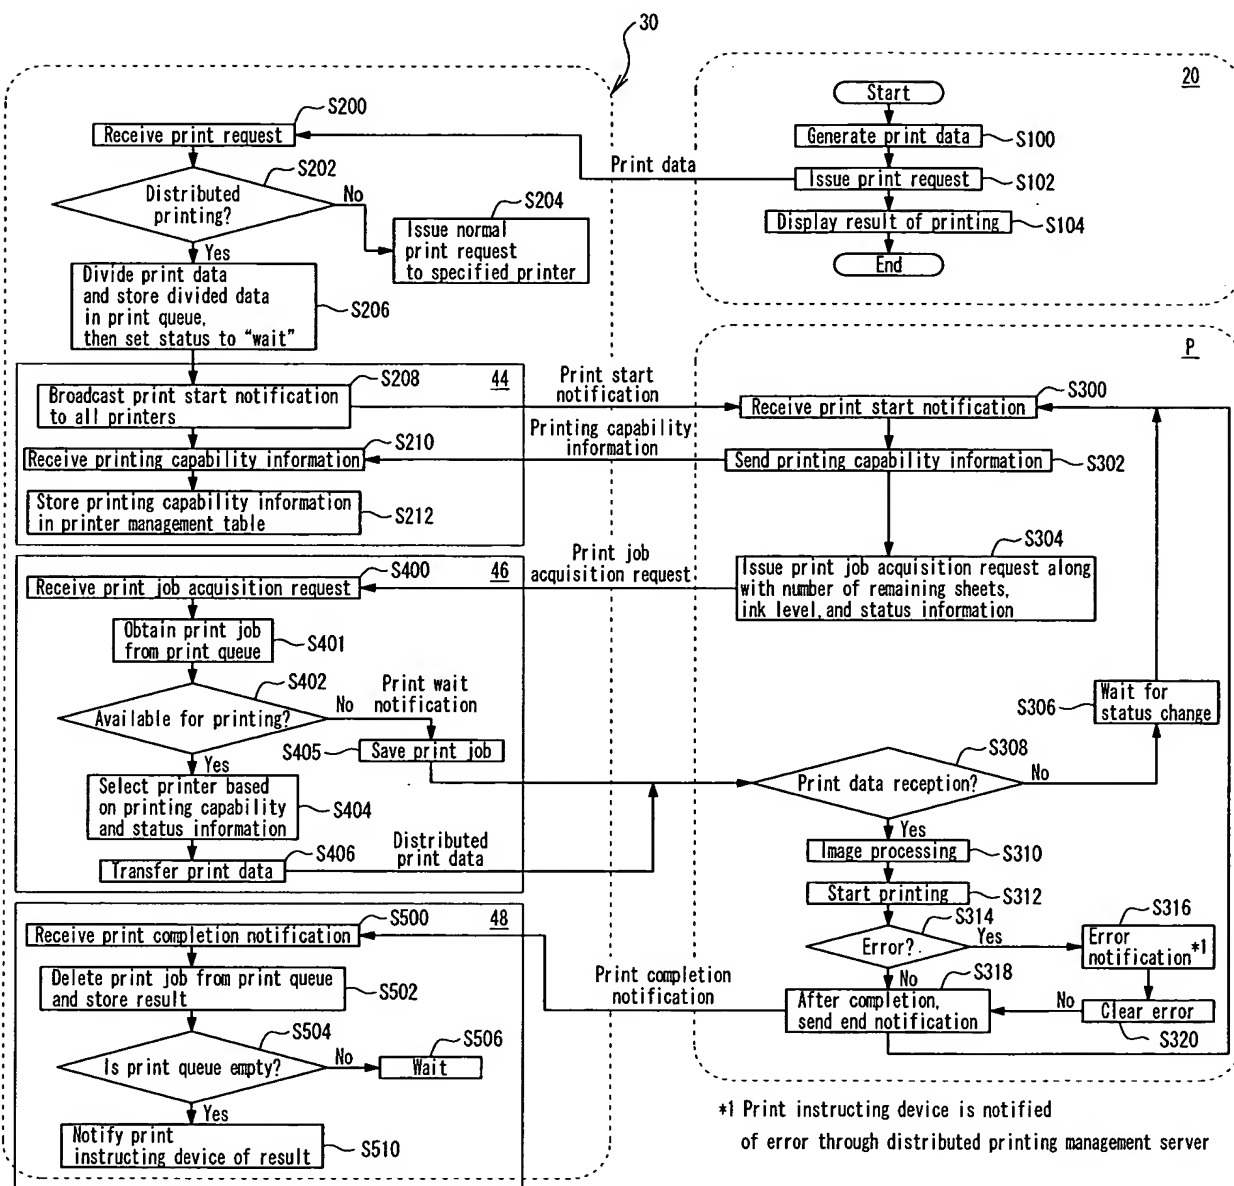 30
20
Start
Generate print data
S100
Issue print request
S102
Display result of printing
S104
End
Print data
S200
Receive print request
S202
Distributed
printing?
No
Yes
S204
Issue normal
print request
to specified printer
Divide print data
and store divided data
in print queue,
then set status to “wait”
S206
44
S208
Broadcast print start notification
to all printers
S210
Receive printing capability information
Store printing capability information
in printer management table
S212
Print start
notification
Printing capability
information
P
S300
Receive print start notification
Send printing capability information
S302
S304
Issue print job acquisition request along
with number of remaining sheets,
ink level, and status information
Print job
acquisition request
46
S400
Receive print job acquisition request
Obtain print job
from print queue
S401
S402
Available for printing?
No
Yes
Print wait
notification
S405
Save print job
Select printer based
on printing capability
and status information
S404
S406
Transfer print data
Distributed
print data
S306
Wait for
status change
S308
Print data reception?
No
Yes
Image processing
S310
Start printing
S312
S314
Error?
Yes
No
S316
Error
notification*1
S318
After completion,
send end notification
No
Clear error
S320
Print completion
notification
48
S500
Receive print completion notification
Delete print job from print queue
and store result
S502
S504
Is print queue empty?
No
Yes
S506
Wait
Notify print
instructing device of result
S510
*1 Print instructing device is notified
of error through distributed printing management server